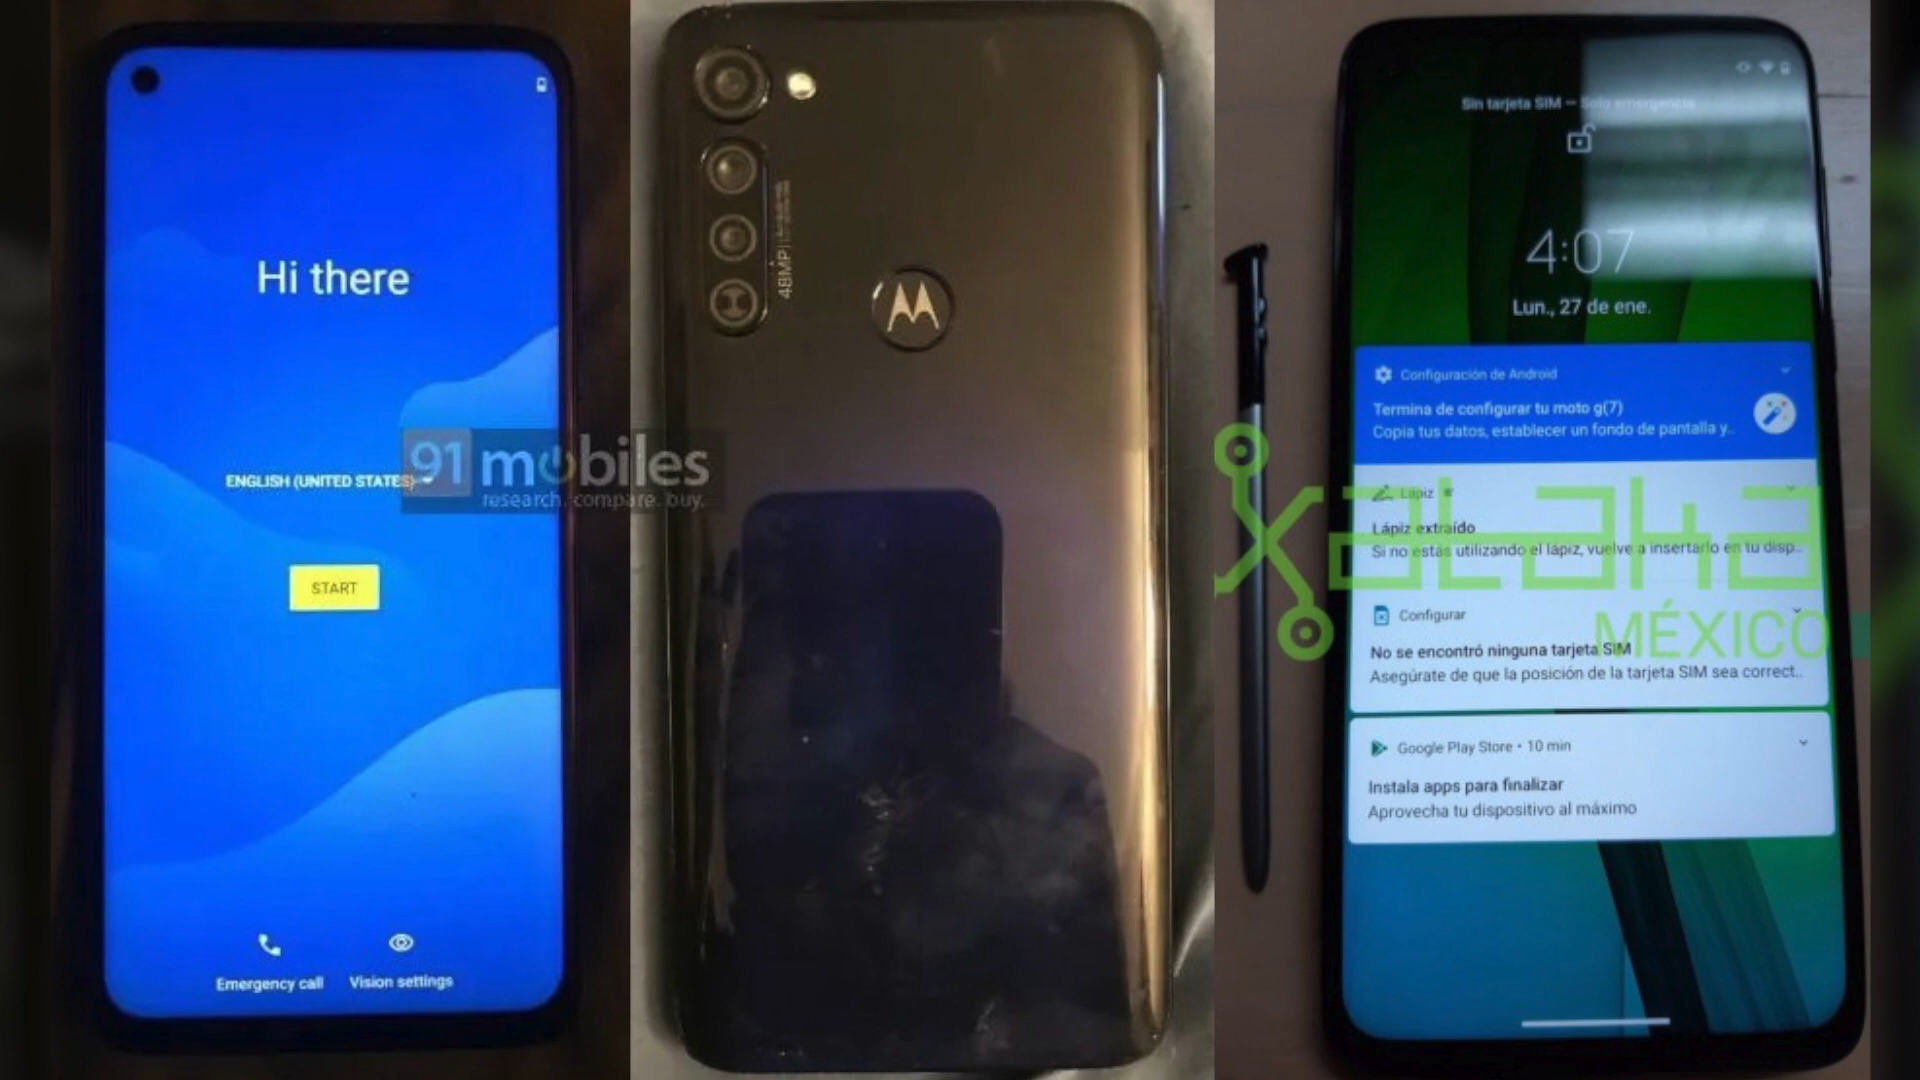 Hi there
ENGLISH (UNITED STATES)
START
Emergency call
Vision settings
91mobiles
research. compare. buy.
48MP
Sin tarjeta SIM – Solo emergencia
4:07
Lun., 27 de ene.
Configuración de Android
Termina de configurar tu moto g(7)
Copia tus datos, establecer un fondo de pantalla y..
Lápiz
Lápiz extraído
Si no estás utilizando el lápiz, vuelve a insertarlo en tu disp..
Configurar
No se encontró ninguna tarjeta SIM
Asegúrate de que la posición de la tarjeta SIM sea correct..
Google Play Store • 10 min
Instala apps para finalizar
Aprovecha tu dispositivo al máximo
xataka
MÉXICO